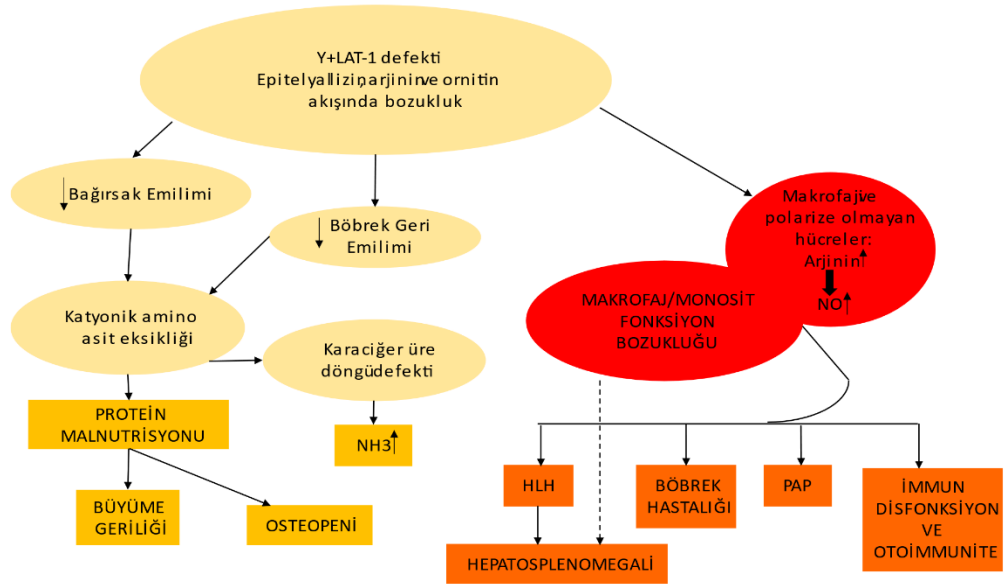 Y+LAT-1 defekti
Epitelyallizin,arjininve ornitin
akışında bozukluk
Bağırsak Emilimi
Böbrek Geri
Emilimi
Makrofajve
polarize olmayan
hücreler:
Arjinin
NO
MAKROFAJ/MONOSİT
FONKSİYON
BOZUKLUĞU
Katyonik amino
asit eksikliği
Karaciğer üre
döngüdefekti
PROTEİN
MALNUTRİSYONU
NH3
BÜYÜME
GERİLİĞİ
OSTEOPENİ
HLH
BÖBREK
HASTALIĞI
PAP
İMMUN
DİSFONKSİYON
VE
OTOİMMUNİTE
HEPATOSPLENOMEGALİ